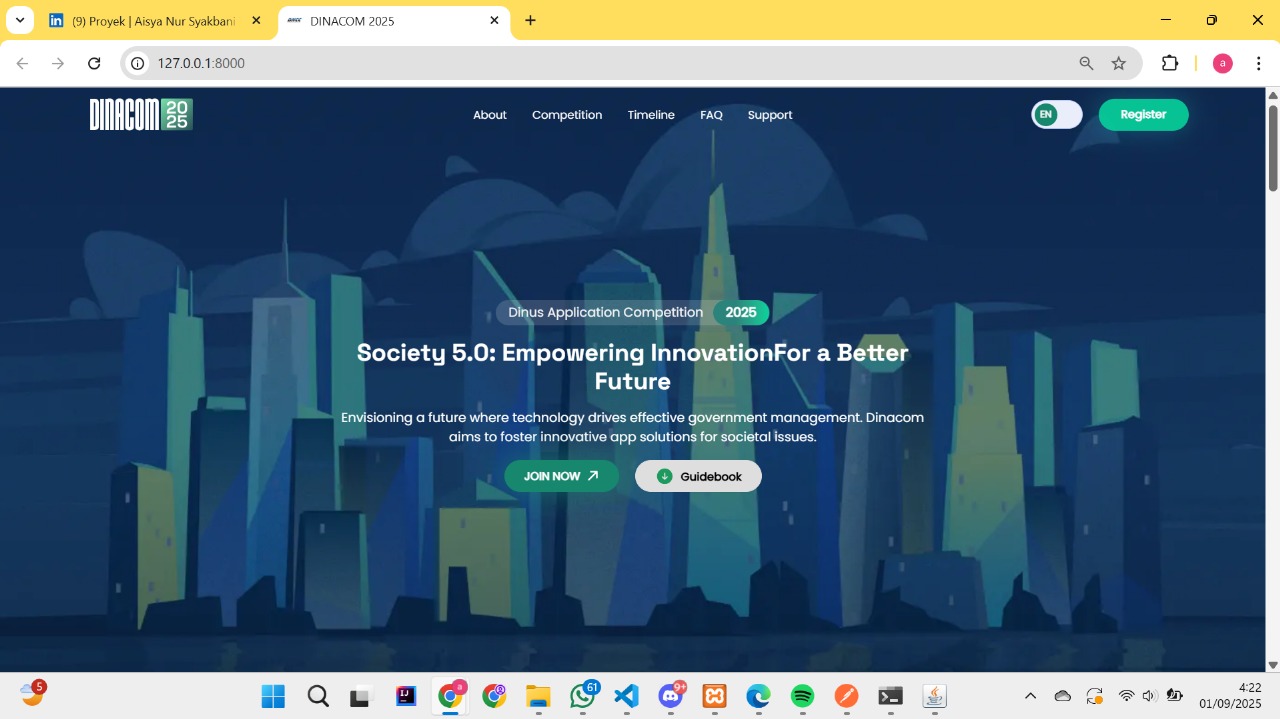 (9) Proyek | Aisya Nur Syakbani
DINACOM 2025
127.0.0.1:8000
a
DINACOM 2025
About
Competition
Timeline
FAQ
Support
EN
Register
Dinus Application Competition 2025
Society 5.0: Empowering InnovationFor a Better
Future
Envisioning a future where technology drives effective government management. Dinacom
aims to foster innovative app solutions for societal issues.
JOIN NOW
Guidebook
5
a
61
9+
4:22
01/09/2025